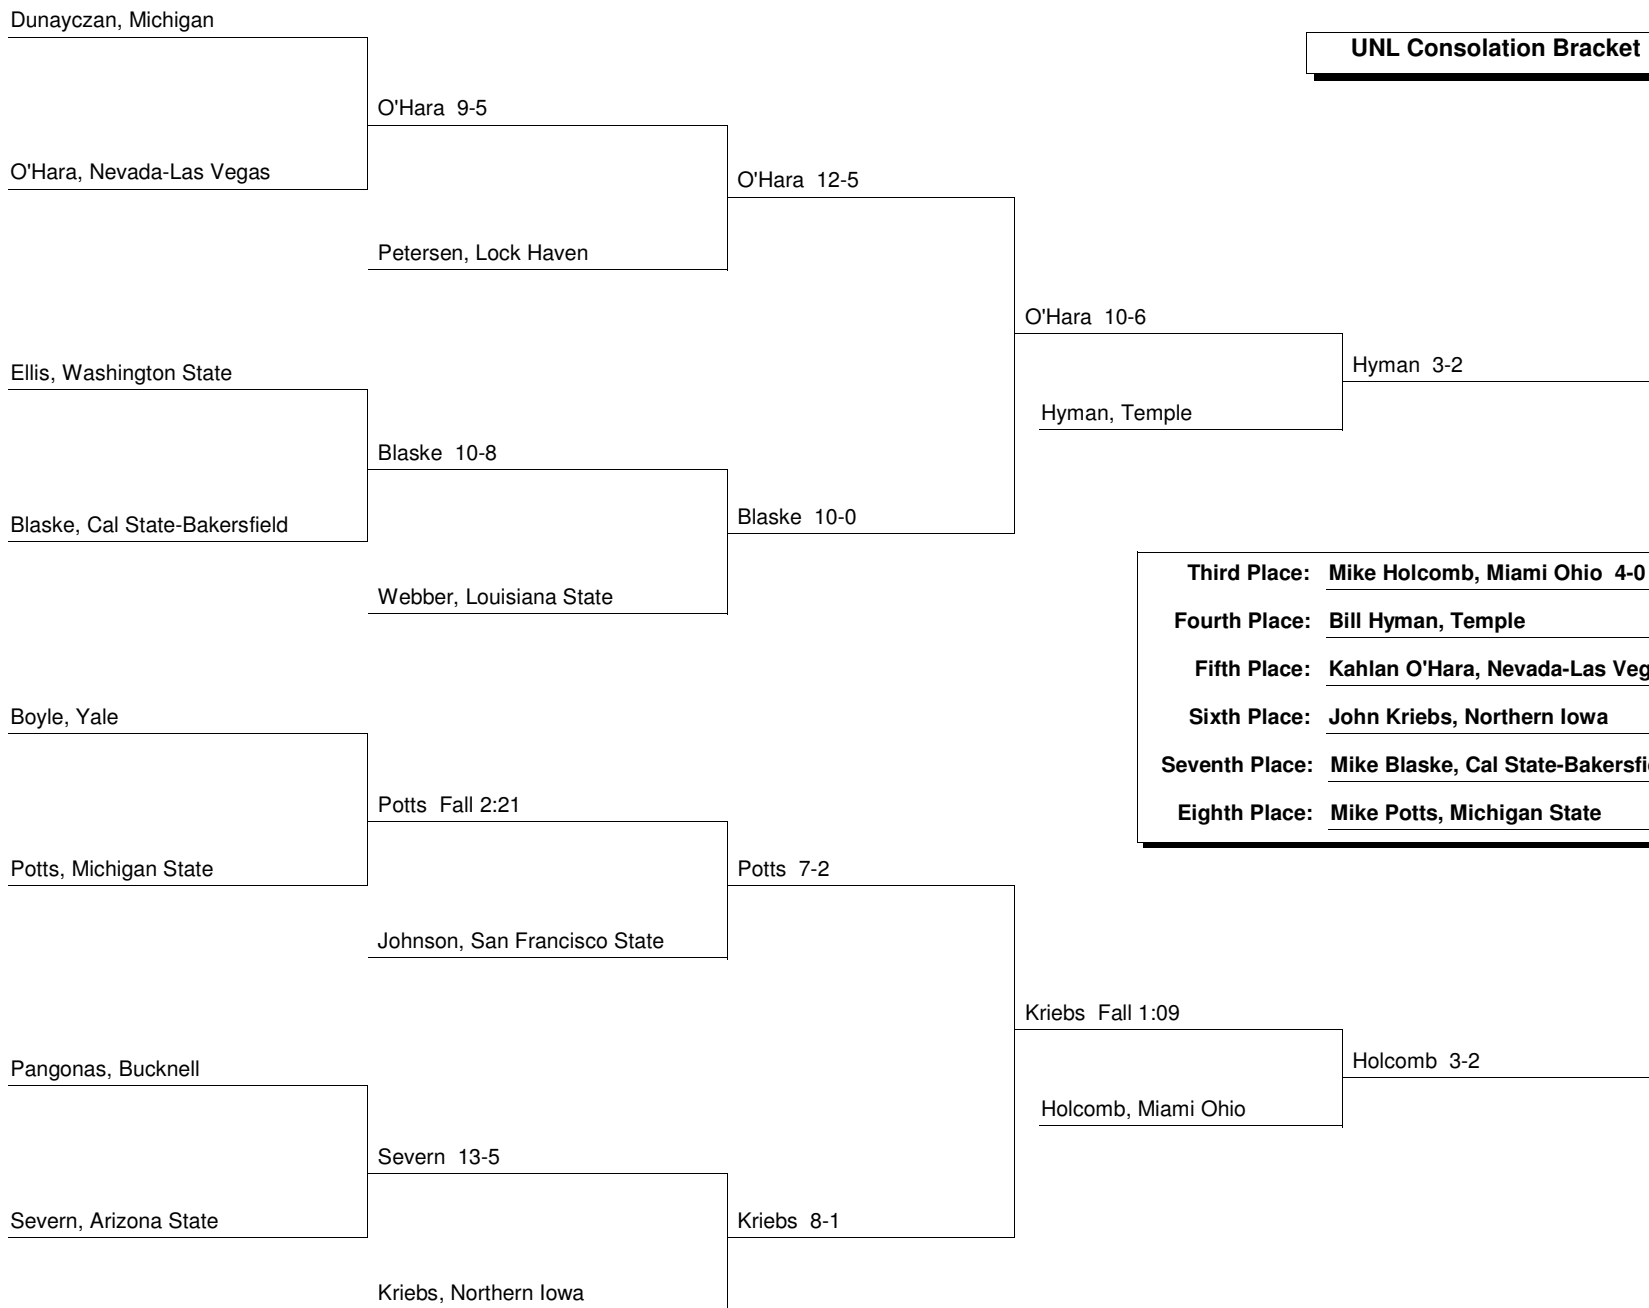 Dunayczan, Michigan
UNL Consolation Bracket
O'Hara 9-5
O'Hara, Nevada-Las Vegas
O'Hara 12-5
Petersen, Lock Haven
O'Hara 10-6
Ellis, Washington State
Hyman 3-2
Hyman, Temple
Blaske 10-8
Blaske, Cal State-Bakersfield
Blaske 10-0
Webber, Louisiana State
Third Place: Mike Holcomb, Miami Ohio 4-0
Fourth Place: Bill Hyman, Temple
Fifth Place: Kahlan O'Hara, Nevada-Las Veg
Sixth Place: John Kriebs, Northern Iowa
Seventh Place: Mike Blaske, Cal State-Bakersfi
Eighth Place: Mike Potts, Michigan State
Boyle, Yale
Potts Fall 2:21
Potts, Michigan State
Potts 7-2
Johnson, San Francisco State
Kriebs Fall 1:09
Pangonas, Bucknell
Holcomb 3-2
Holcomb, Miami Ohio
Severn 13-5
Severn, Arizona State
Kriebs 8-1
Kriebs, Northern Iowa